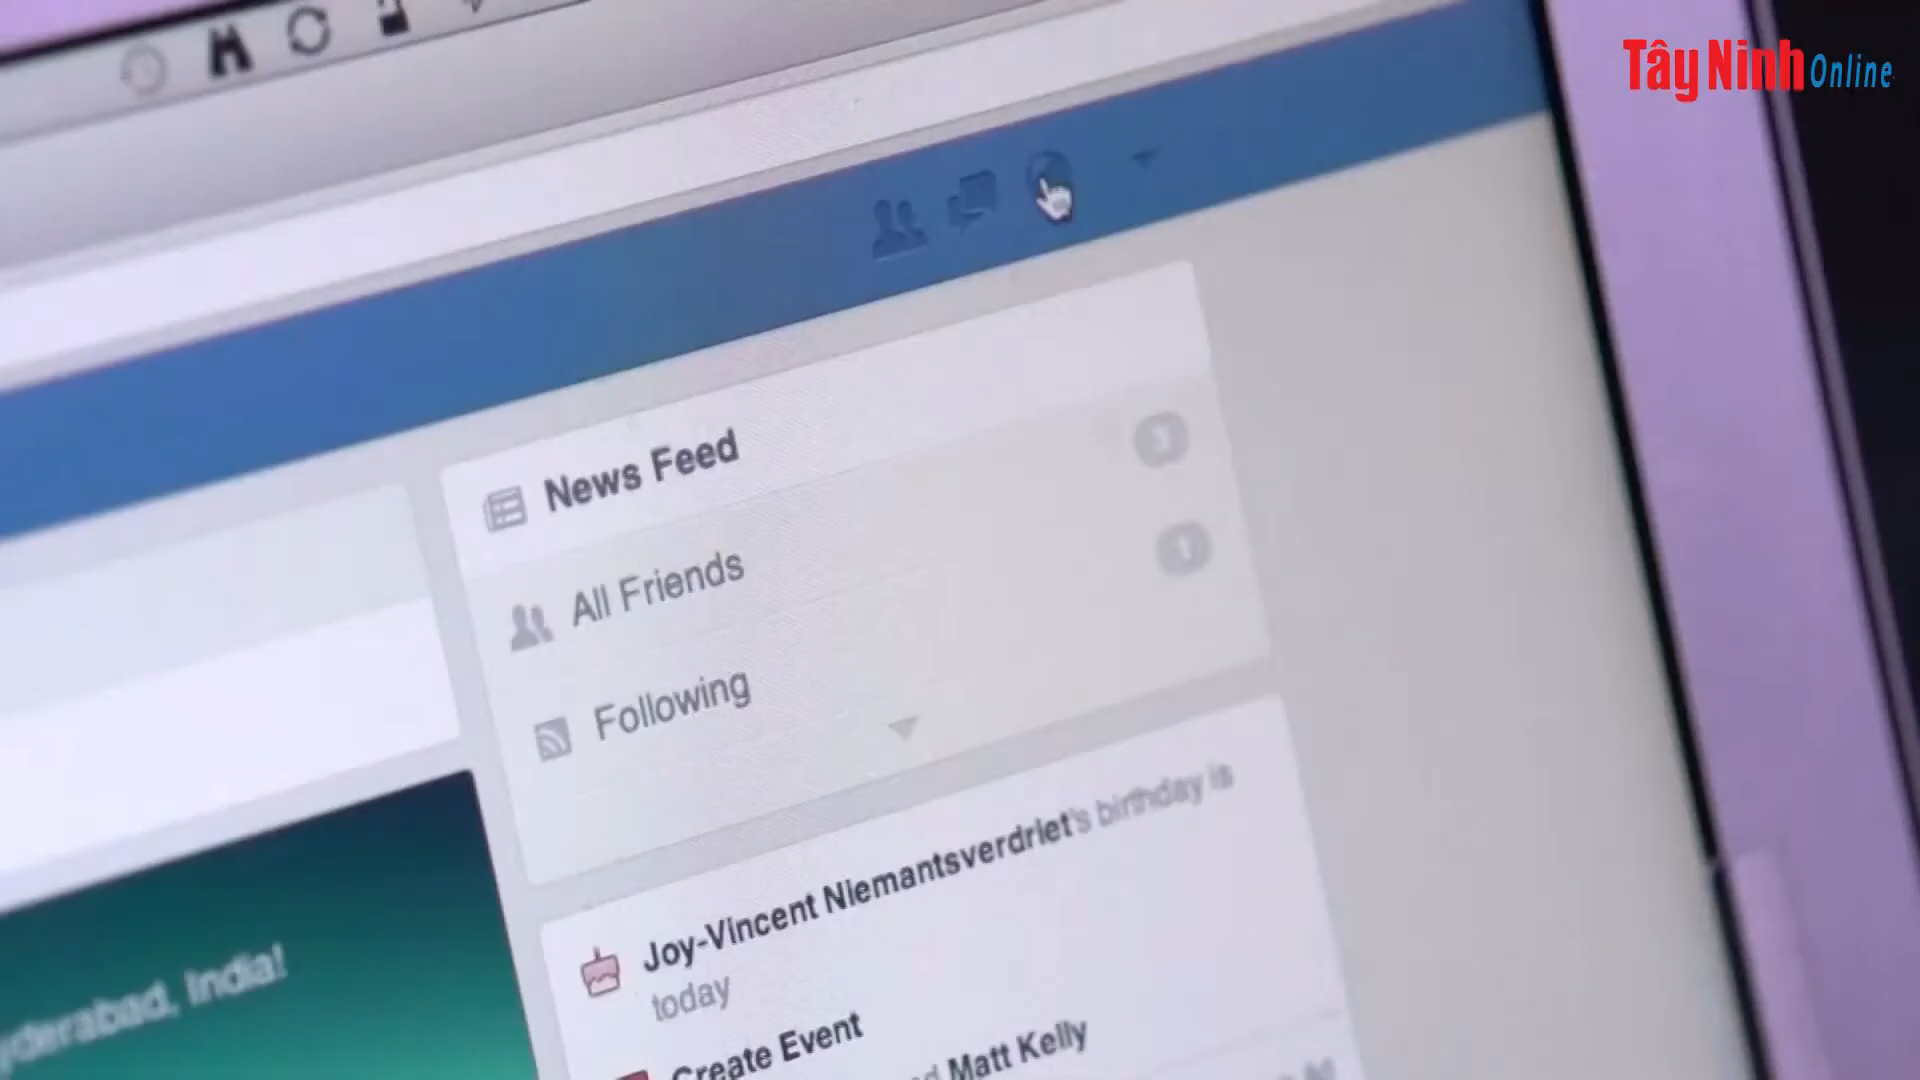 Tây Ninh Online
News Feed
All Friends
Following
Joy-Vincent Niemantsverdriet's birthday is
today
Create Event
Matt Kelly
India!